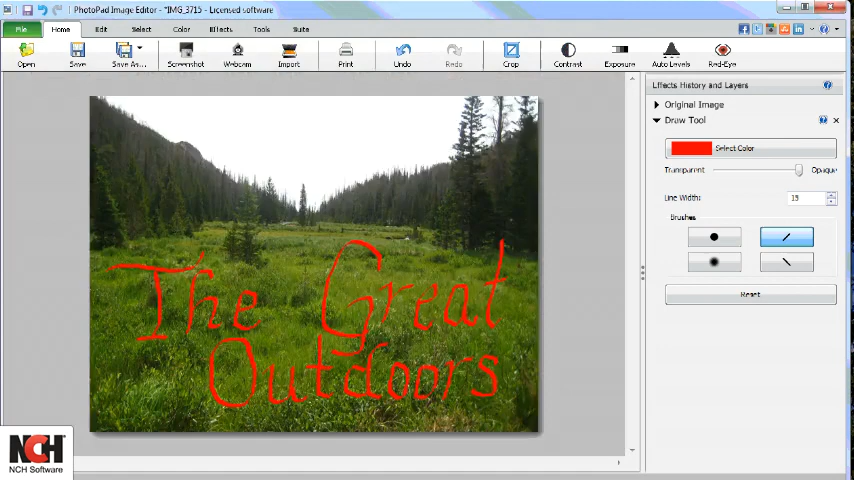 PhotoPad Image Editor - *IMG_3715 - Licensed software
File Home Edit Select Color Effects Tools Suite
Open Save Save As... Screenshot Webcam Import Print Undo Redo Crop Contrast Exposure Auto Levels Red-Eye
Effects History and Layers
Original Image
Draw Tool
Select Color
Transparent Opaque
Line Width: 15
Brushes
Reset
The Great
Outdoors
NCH
NCH Software